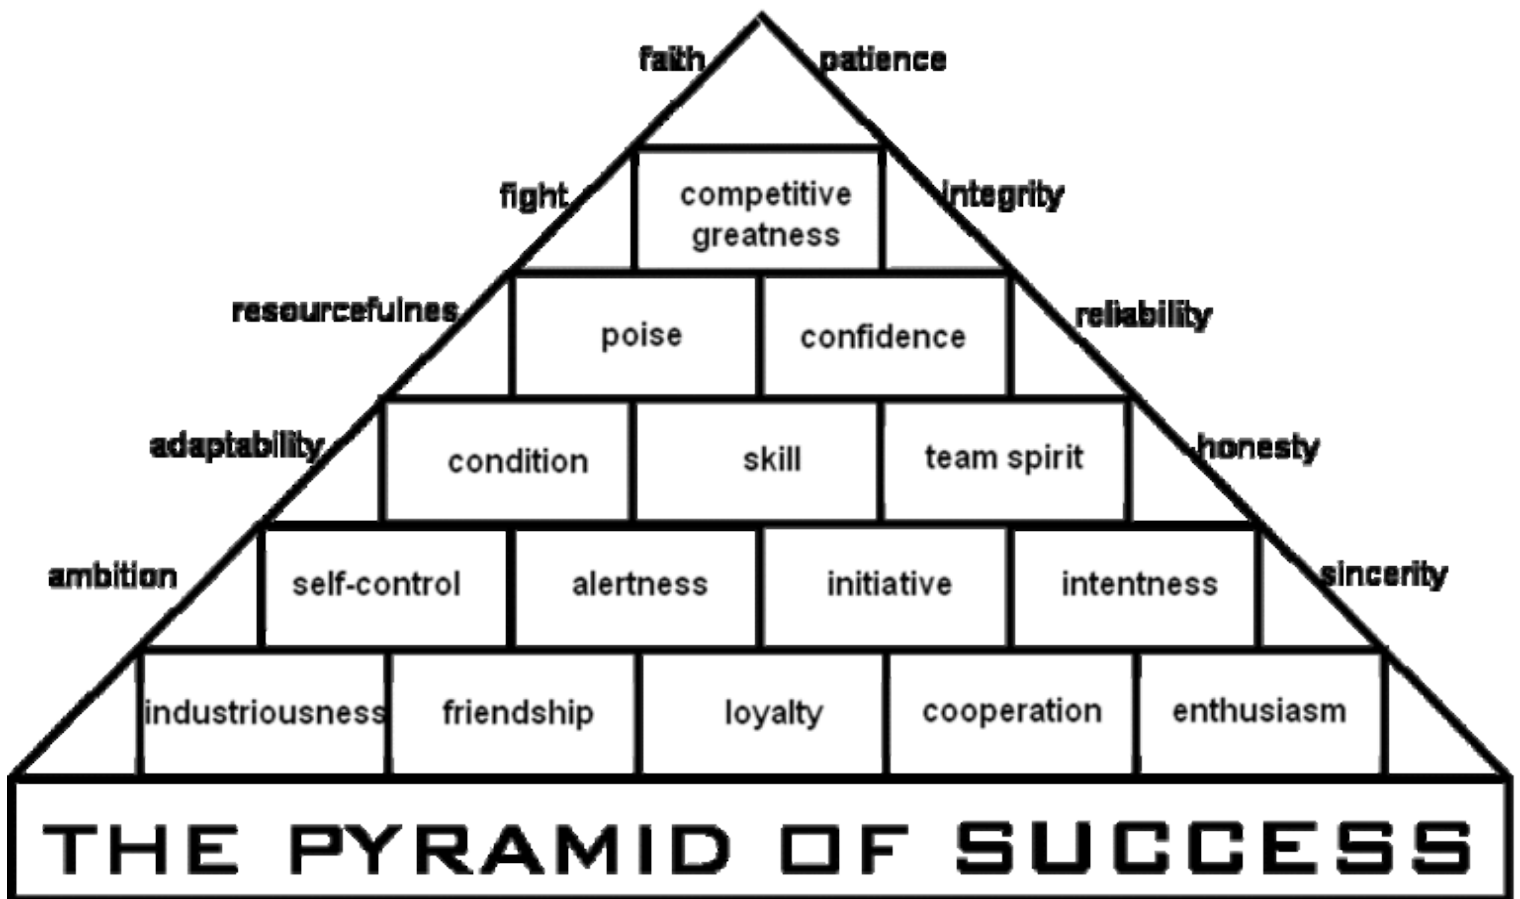 faith patience
fight competitive integrity
greatness
resourcefulnes reliability
poise confidence
adaptability condition skill team spirit honesty
ambition self-control alertness initiative intentness sincerity
industriousness friendship loyalty cooperation enthusiasm
THE PYRAMID OF SUCCESS